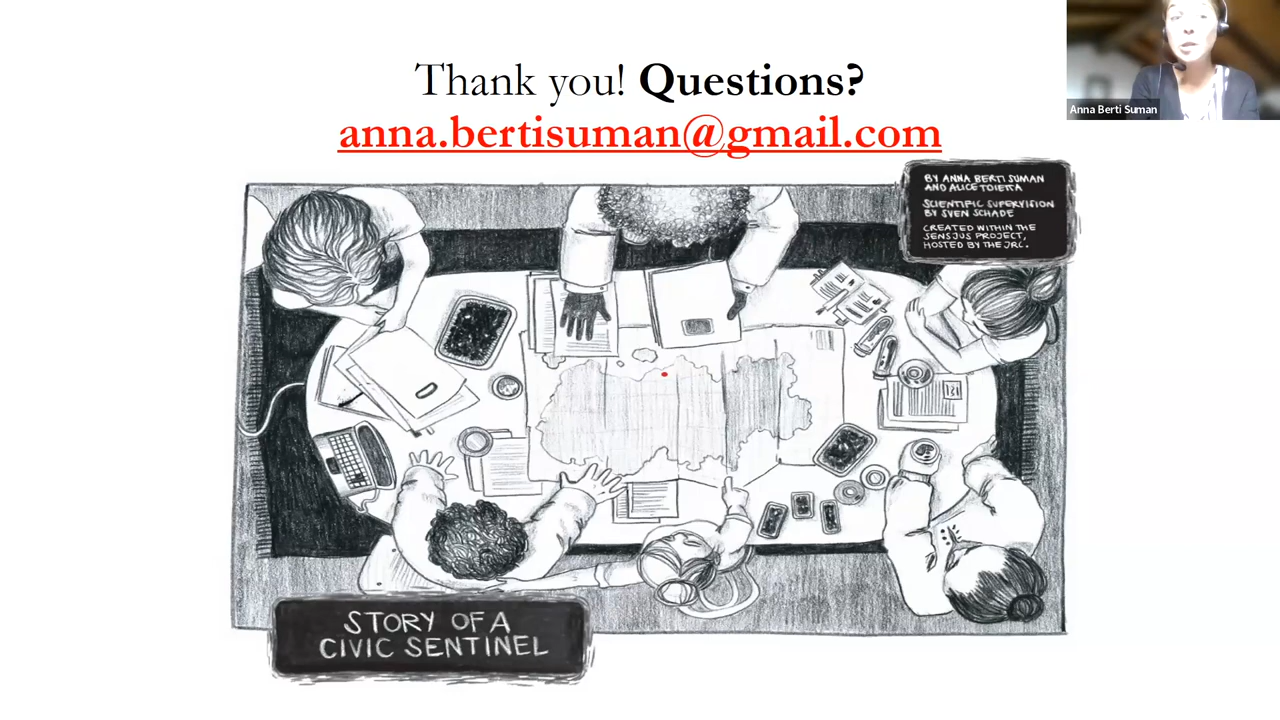 Thank you! Questions?
anna.bertisuman@gmail.com
Anna Berti Suman
BY ANNA BERTI SUMAN
AND ALICE TOIETTA
SCIENTIFIC SUPERVISION
BY SVEN SCHADE
CREATED WITHIN THE
SENSJUS PROJECT,
HOSTED BY THE JRC.
STORY OF A
CIVIC SENTINEL